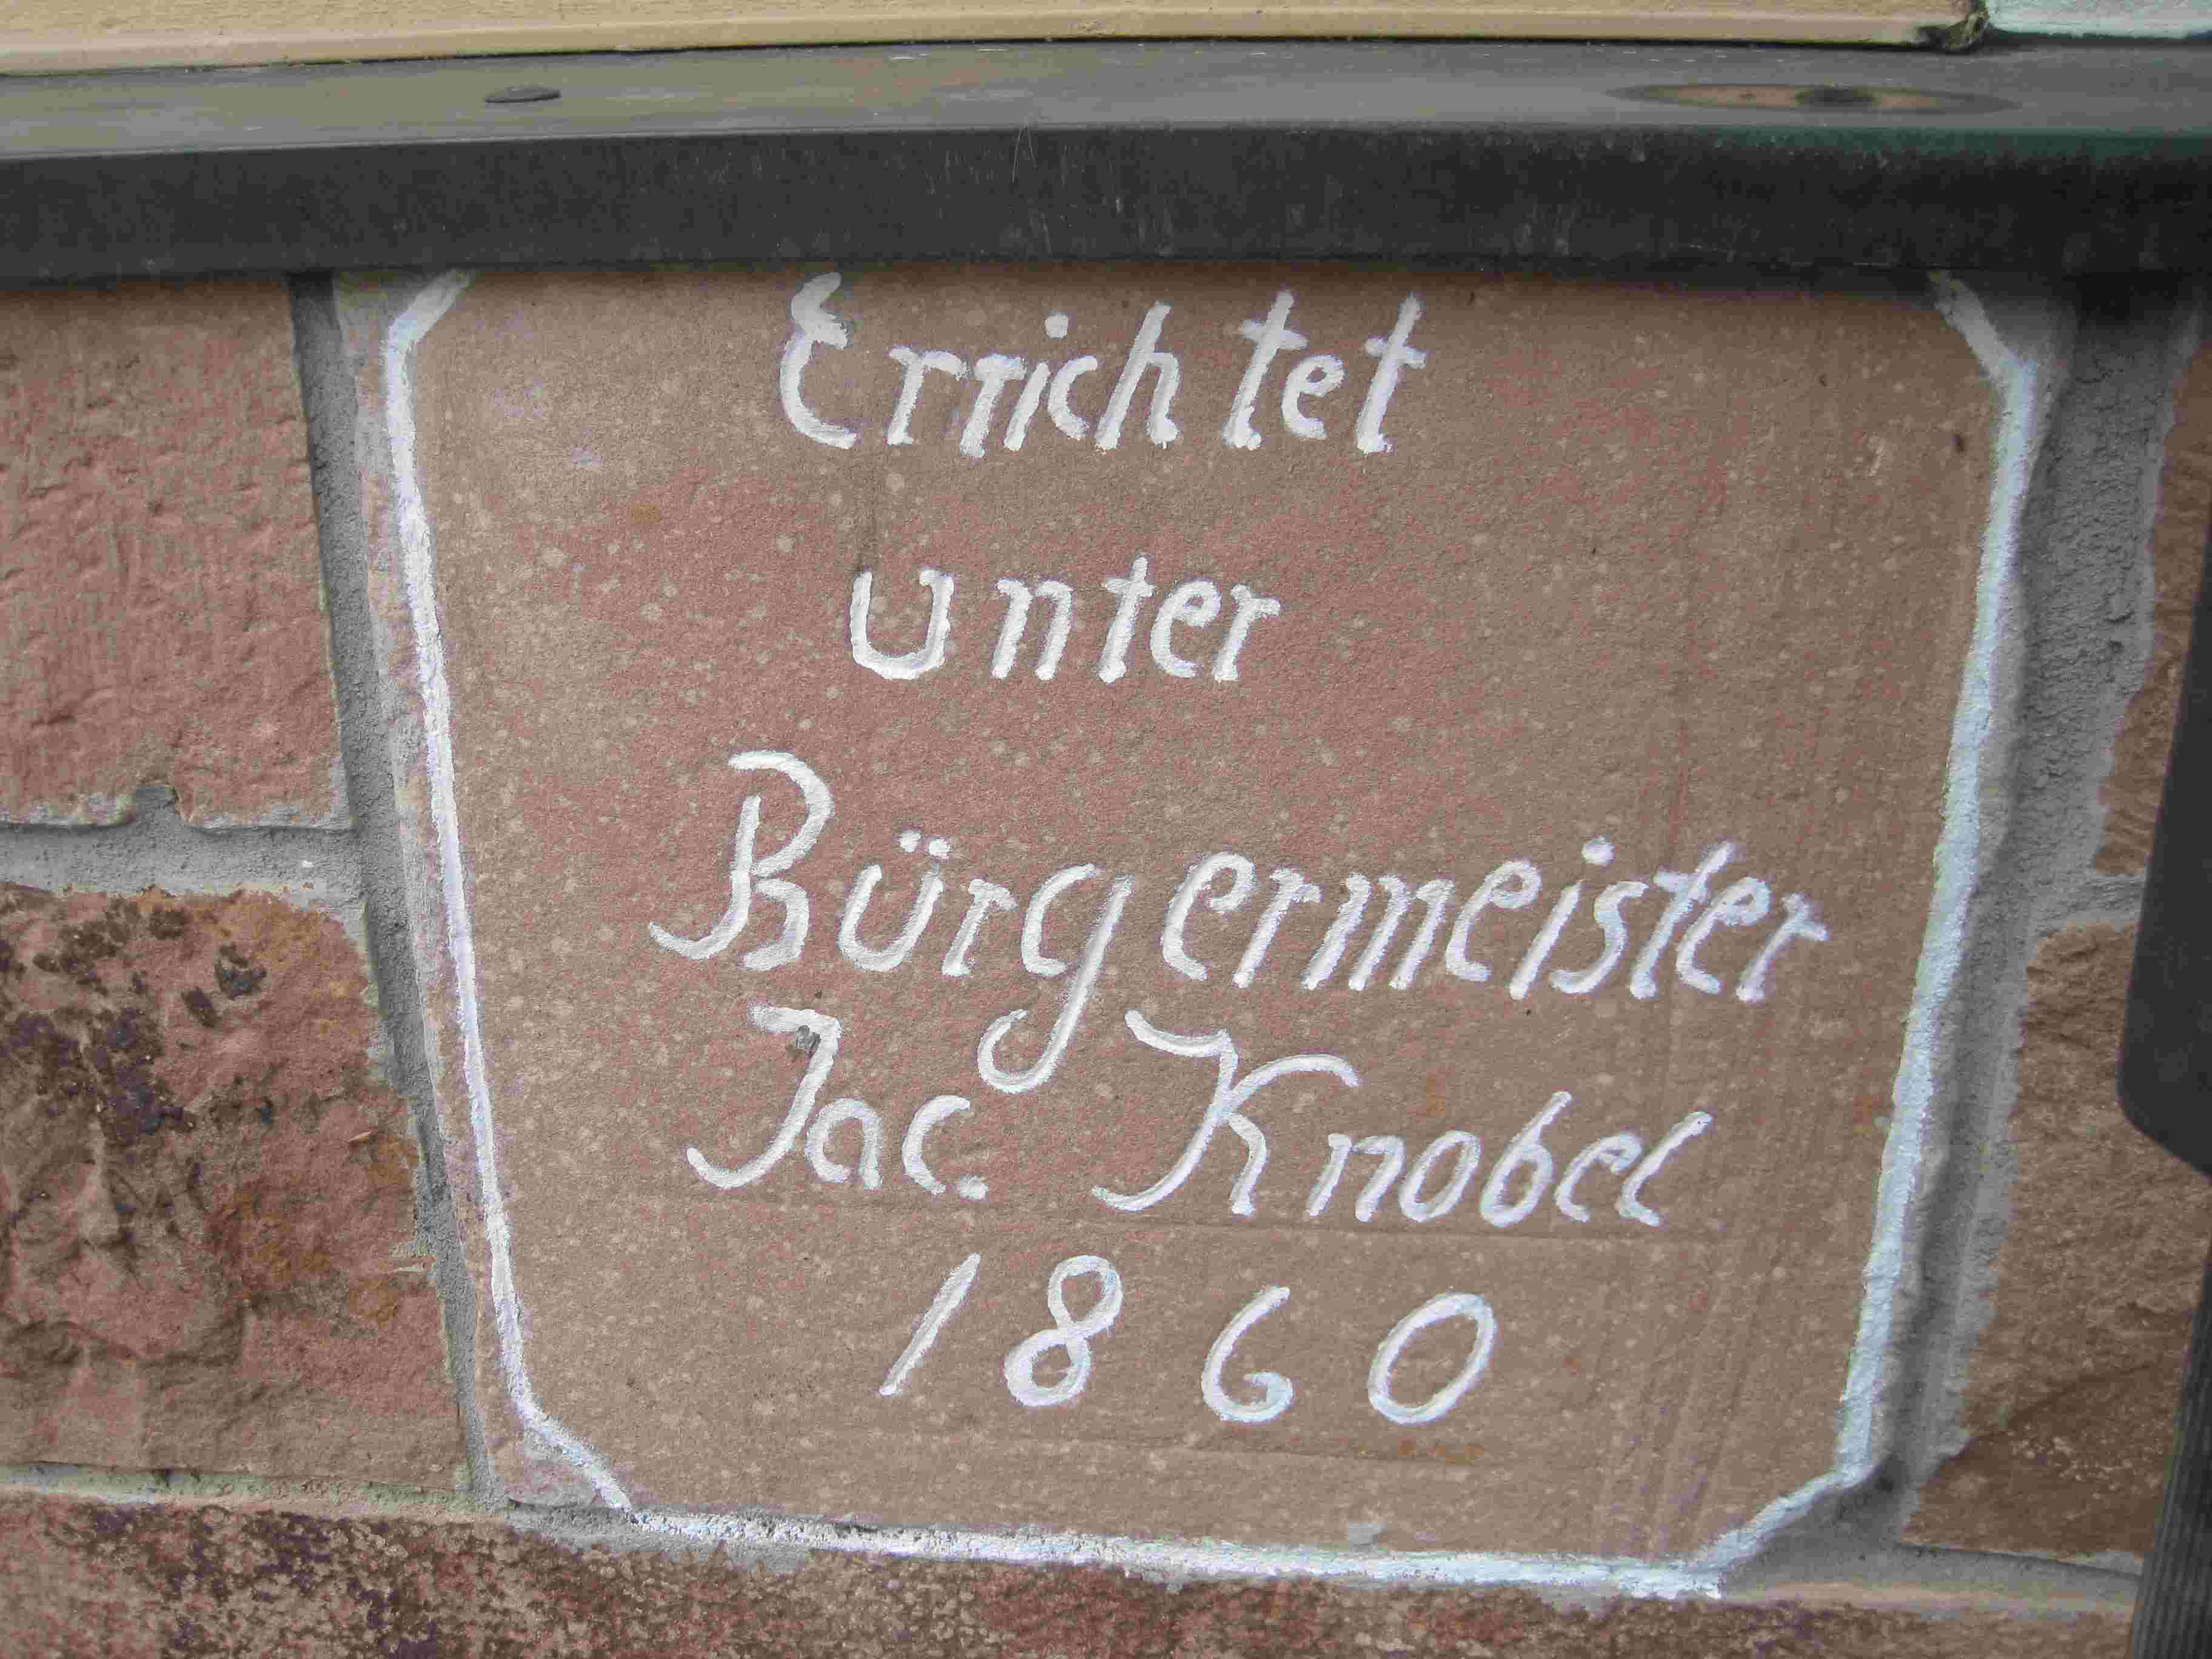 Errichtet
unter
Bürgermeister
Jac. Knobel
1860